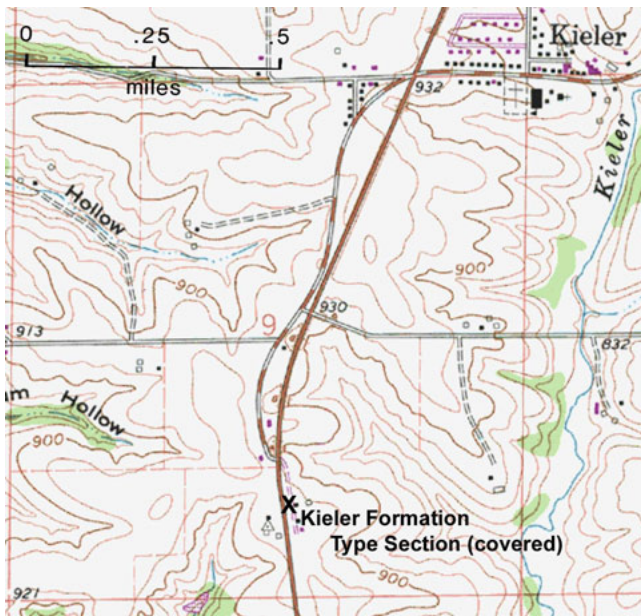 0 .25 .5
miles
Kieler
932
Kieler
Hollow
900
900
930
9
913
832
am
Hollow
900
X
Kieler Formation
Type Section (covered)
900
921